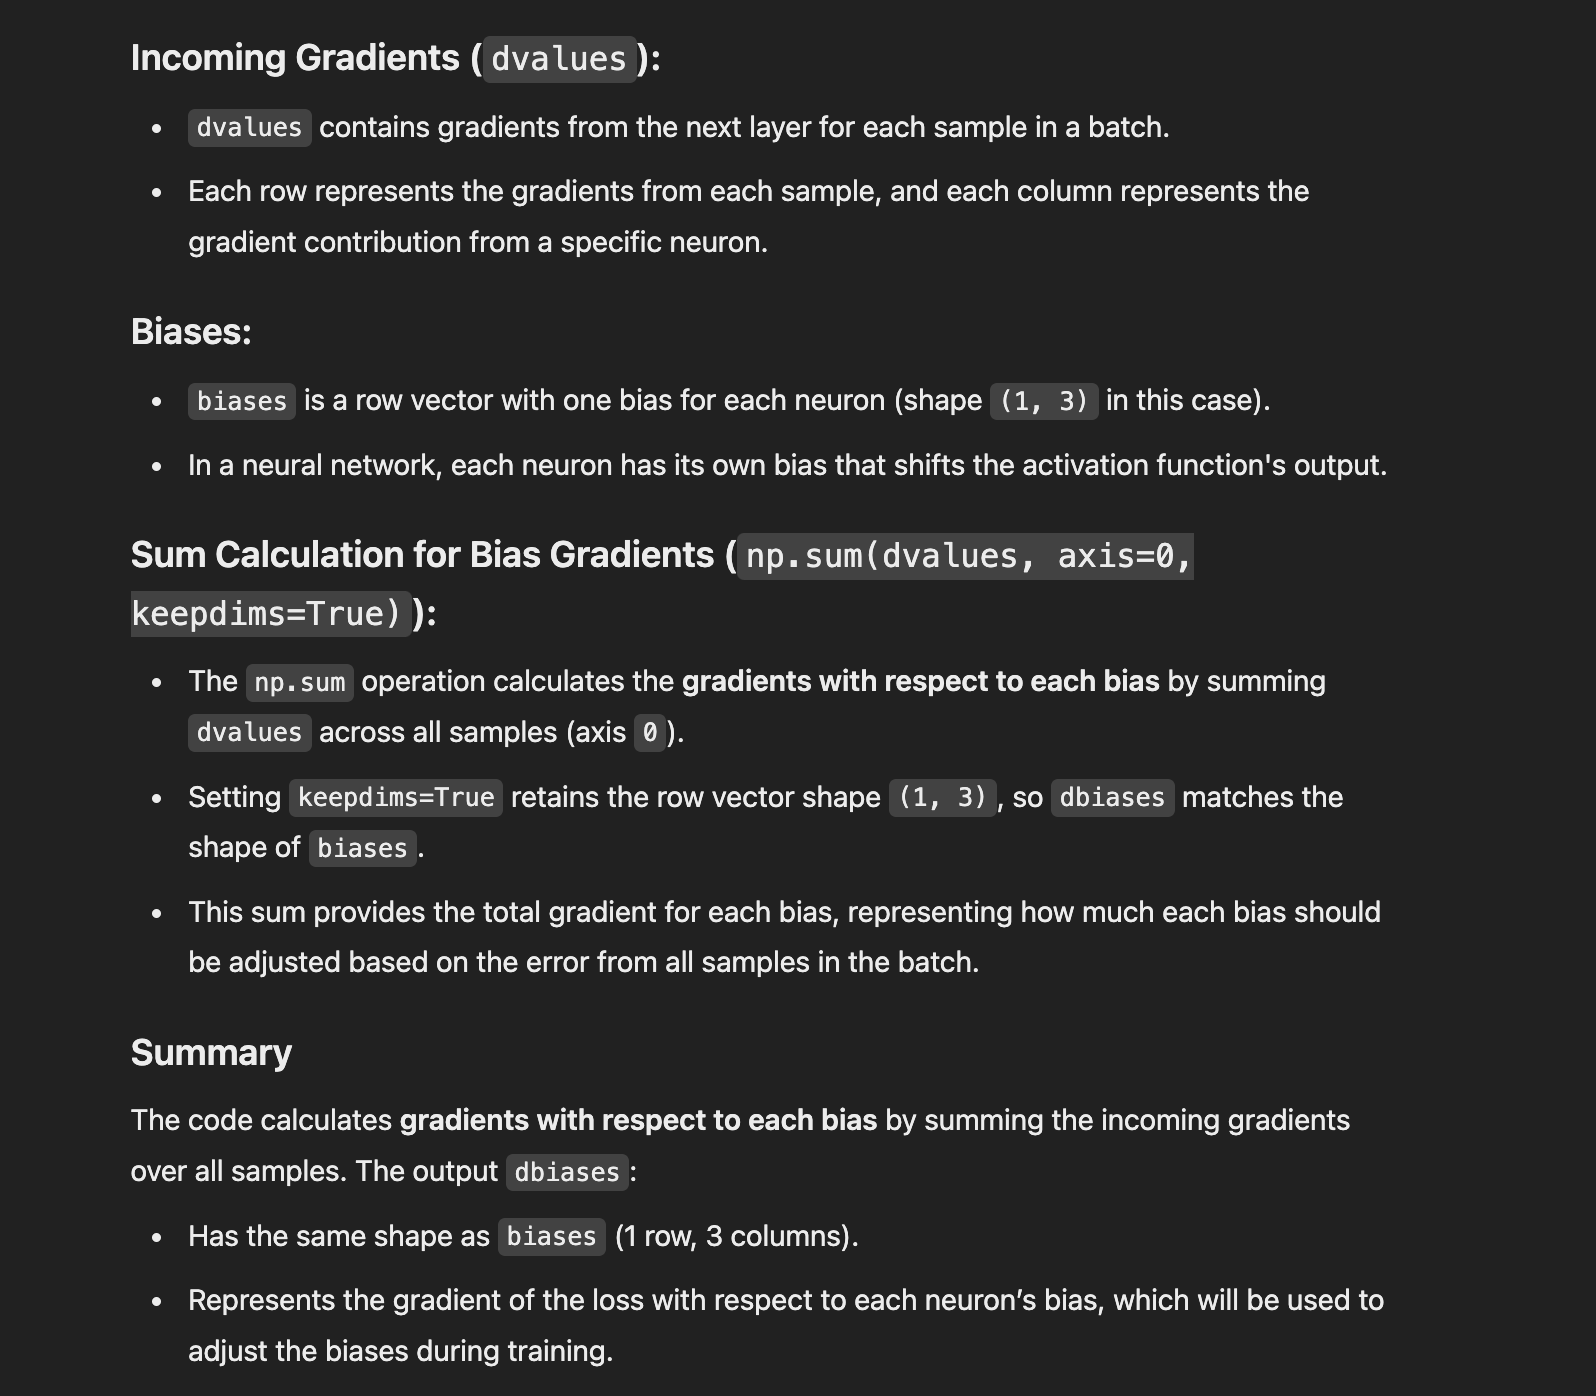 Incoming Gradients (dvalues):
• dvalues contains gradients from the next layer for each sample in a batch.
• Each row represents the gradients from each sample, and each column represents the
gradient contribution from a specific neuron.
Biases:
• biases is a row vector with one bias for each neuron (shape (1, 3) in this case).
• In a neural network, each neuron has its own bias that shifts the activation function's output.
Sum Calculation for Bias Gradients (np.sum(dvalues, axis=0,
keepdims=True)):
• The np.sum operation calculates the gradients with respect to each bias by summing
dvalues across all samples (axis 0).
• Setting keepdims=True retains the row vector shape (1, 3), so dbiases matches the
shape of biases.
• This sum provides the total gradient for each bias, representing how much each bias should
be adjusted based on the error from all samples in the batch.
Summary
The code calculates gradients with respect to each bias by summing the incoming gradients
over all samples. The output dbiases:
• Has the same shape as biases (1 row, 3 columns).
• Represents the gradient of the loss with respect to each neuron’s bias, which will be used to
adjust the biases during training.